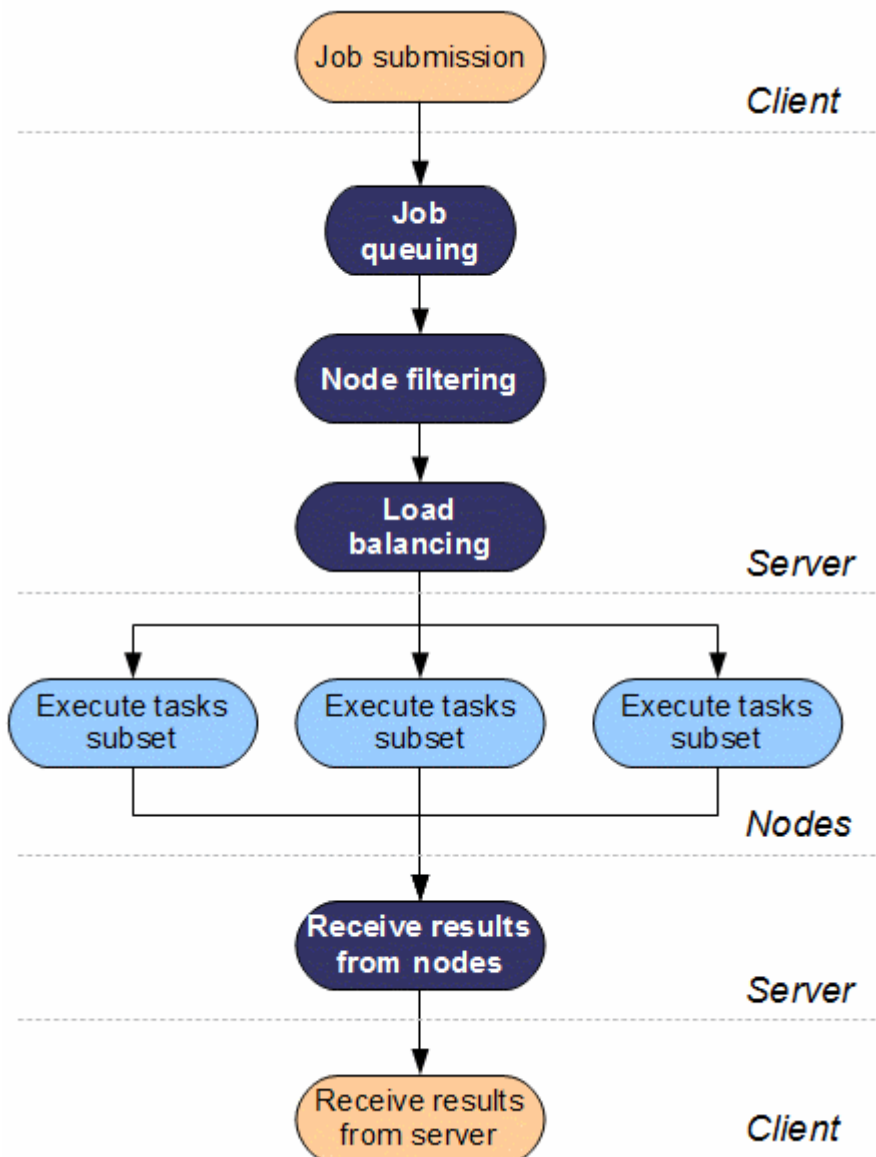 Job submission
Client
Job
queuing
Node filtering
Load
balancing
Server
Execute tasks
subset
Execute tasks
subset
Execute tasks
subset
Nodes
Receive results
from nodes
Server
Receive results
from server
Client